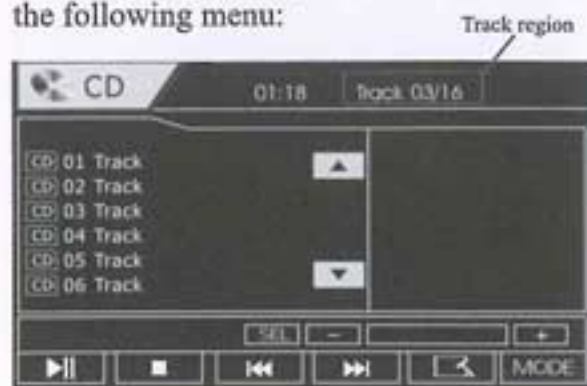 the following menu:
Track region
CD 01:18 Track 03/16
CD 01 Track
CD 02 Track
CD 03 Track
CD 04 Track
CD 05 Track
CD 06 Track
SEL - +
MODE